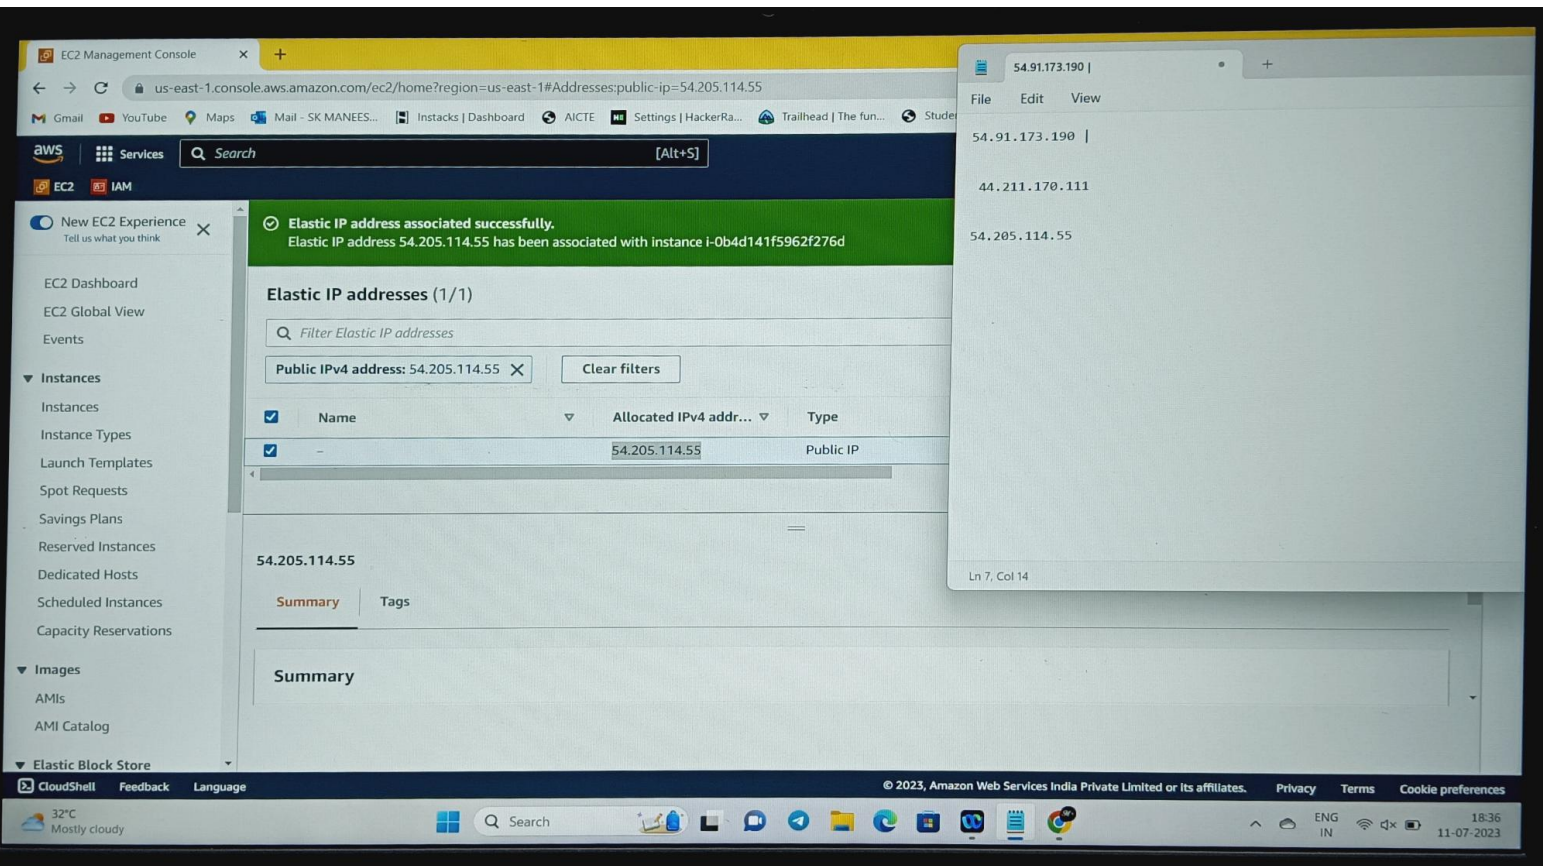 EC2 Management Console
us-east-1.console.aws.amazon.com/ec2/home?region=us-east-1#Addresses:public-ip=54.205.114.55
Gmail YouTube Maps Mail - SK MANEES... Instacks | Dashboard AICTE Settings | HackerRa... Trailhead | The fun... Stude
aws Services Search [Alt+S]
EC2 IAM
New EC2 Experience
Tell us what you think
EC2 Dashboard
EC2 Global View
Events
Instances
Instances
Instance Types
Launch Templates
Spot Requests
Savings Plans
Reserved Instances
Dedicated Hosts
Scheduled Instances
Capacity Reservations
Images
AMIs
AMI Catalog
Elastic Block Store
Elastic IP address associated successfully.
Elastic IP address 54.205.114.55 has been associated with instance i-0b4d141f5962f276d
Elastic IP addresses (1/1)
Filter Elastic IP addresses
Public IPv4 address: 54.205.114.55 Clear filters
Name Allocated IPv4 addr... Type
– 54.205.114.55 Public IP
54.205.114.55
Summary Tags
Summary
54.91.173.190 |
File Edit View
54.91.173.190 |
44.211.170.111
54.205.114.55
Ln 7, Col 14
CloudShell Feedback Language © 2023, Amazon Web Services India Private Limited or its affiliates. Privacy Terms Cookie preferences
32°C
Mostly cloudy
Search
ENG
IN
18:36
11-07-2023